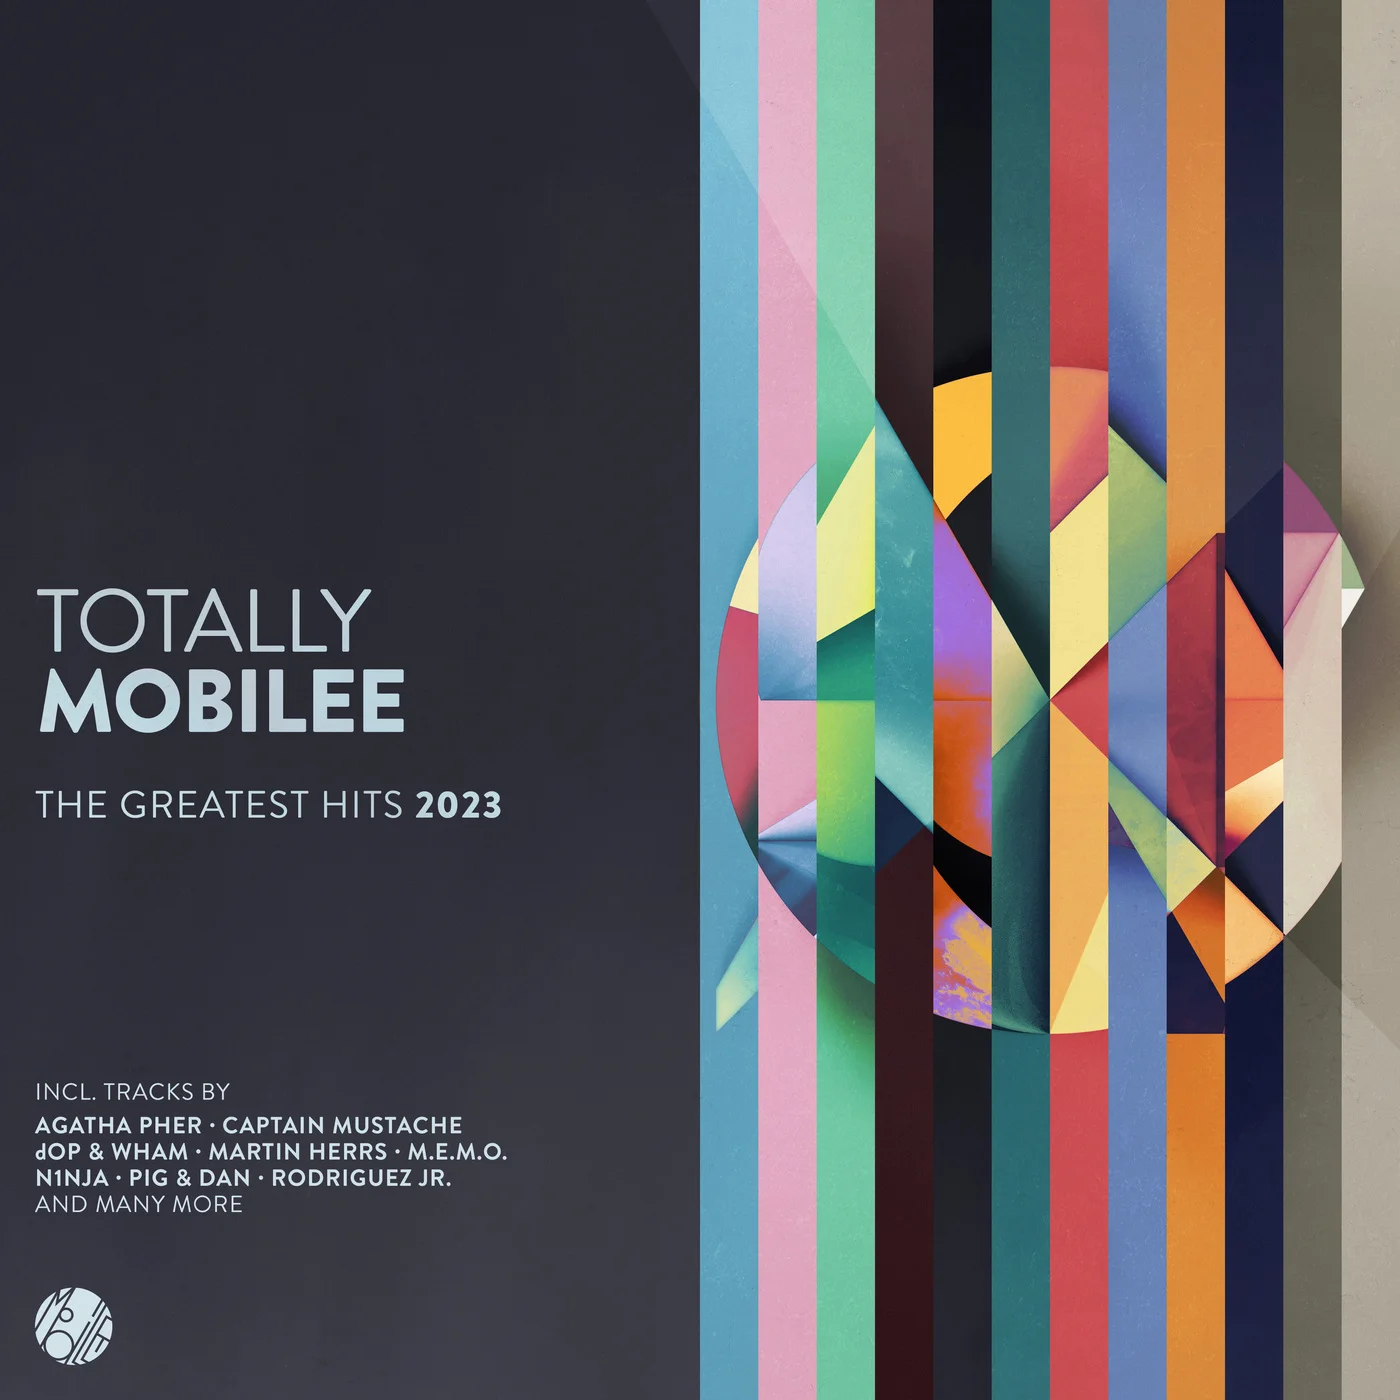 TOTALLY
MOBILEE
THE GREATEST HITS 2023
INCL. TRACKS BY
AGATHA PHER · CAPTAIN MUSTACHE
dOP & WHAM · MARTIN HERRS · M.E.M.O.
N1NJA · PIG & DAN · RODRIGUEZ JR.
AND MANY MORE
MOBILEE